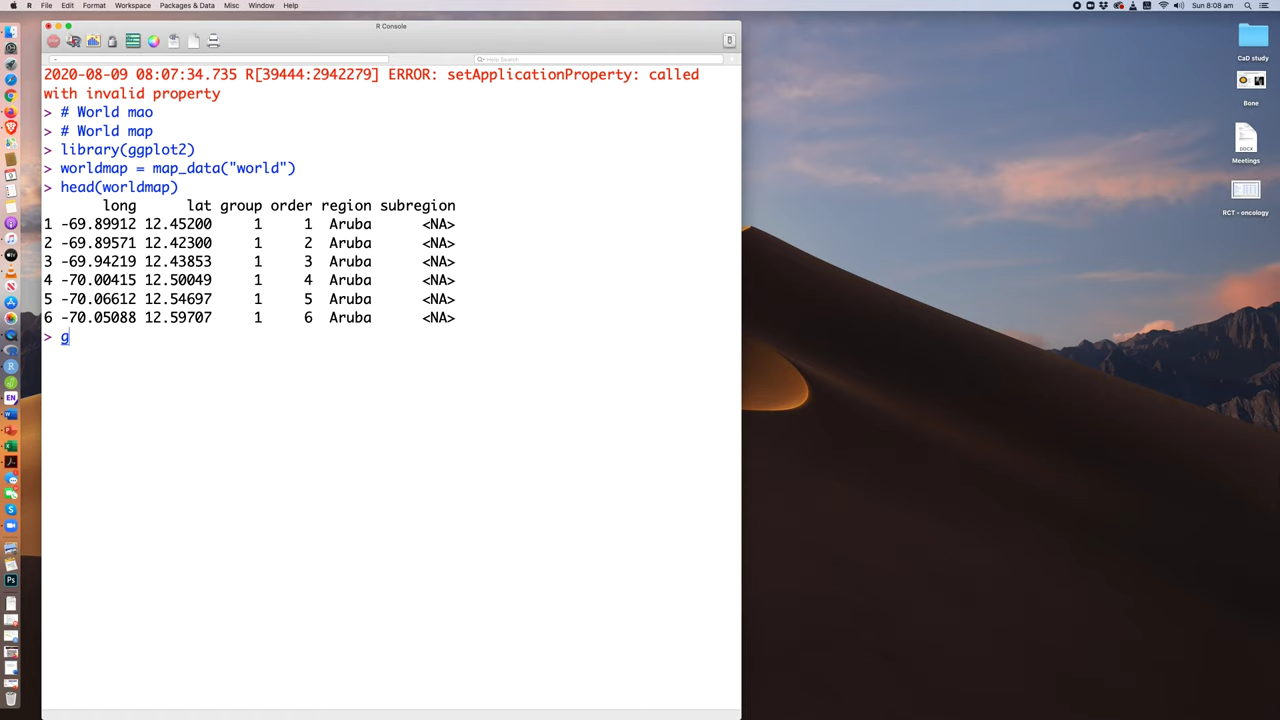 R File Edit Format Workspace Packages & Data Misc Window Help
Sun 8:08 am
R Console
Help Search
2020-08-09 08:07:34.735 R[39444:2942279] ERROR: setApplicationProperty: called
with invalid property
> # World mao
> # World map
> library(ggplot2)
> worldmap = map_data("world")
> head(worldmap)
long lat group order region subregion
1 -69.89912 12.45200 1 1 Aruba <NA>
2 -69.89571 12.42300 1 2 Aruba <NA>
3 -69.94219 12.43853 1 3 Aruba <NA>
4 -70.00415 12.50049 1 4 Aruba <NA>
5 -70.06612 12.54697 1 5 Aruba <NA>
6 -70.05088 12.59707 1 6 Aruba <NA>
> g
CaD study
Bone
DOCX
Meetings
RCT - oncology
EN
Ps